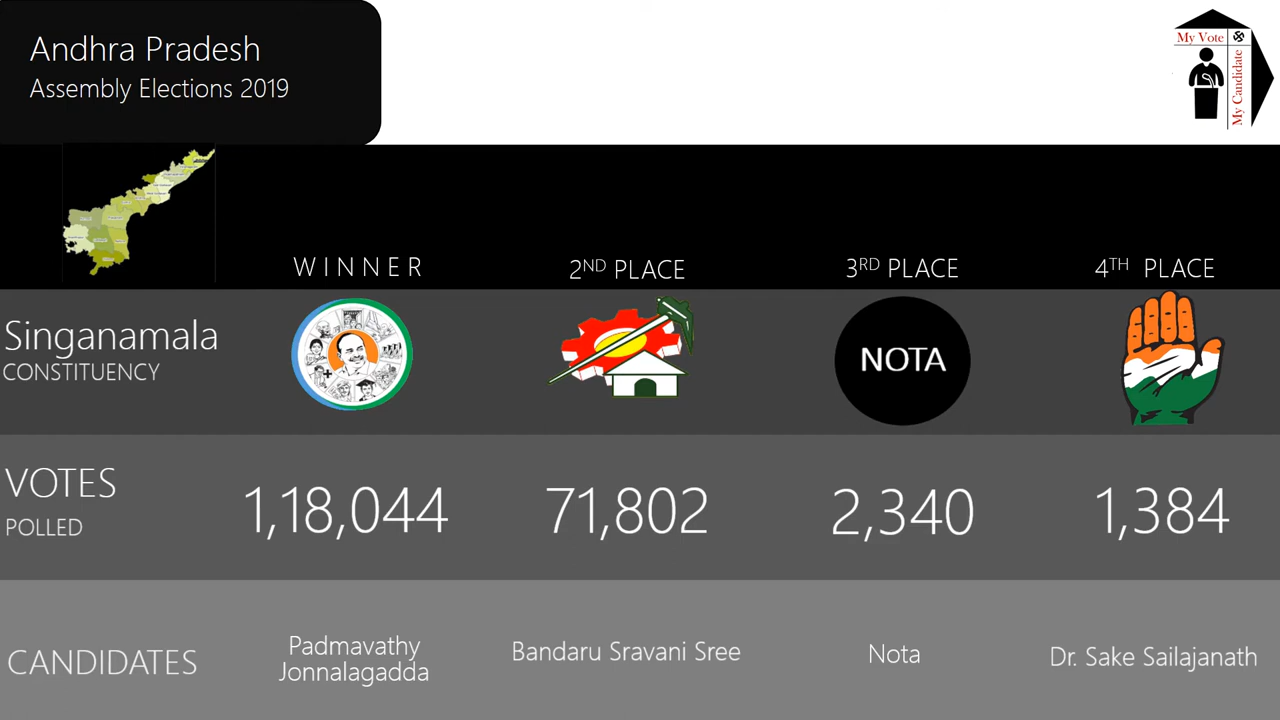 Andhra Pradesh
Assembly Elections 2019
My Vote
My Candidate
WINNER
2ND PLACE
3RD PLACE
4TH PLACE
Singanamala
CONSTITUENCY
NOTA
VOTES
POLLED
1,18,044
71,802
2,340
1,384
CANDIDATES
Padmavathy
Jonnalagadda
Bandaru Sravani Sree
Nota
Dr. Sake Sailajanath